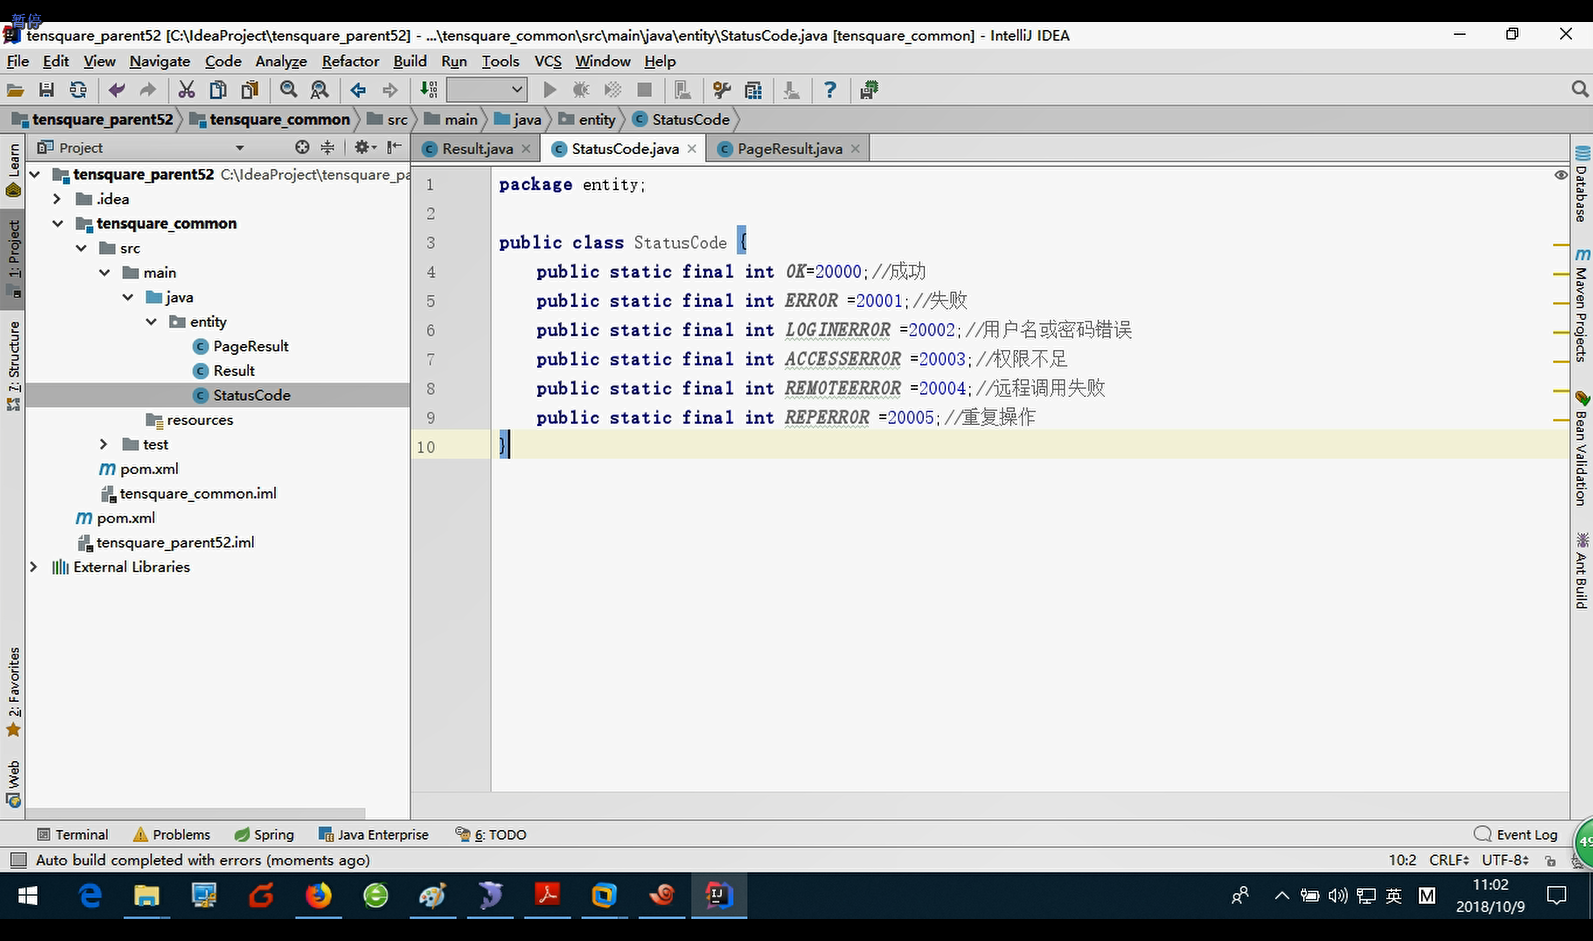 暂停
tensquare_parent52 [C:\IdeaProject\tensquare_parent52] - ...\tensquare_common\src\main\java\entity\StatusCode.java [tensquare_common] - IntelliJ IDEA
File Edit View Navigate Code Analyze Refactor Build Run Tools VCS Window Help
tensquare_parent52 tensquare_common src main java entity StatusCode
Project
Result.java StatusCode.java PageResult.java
tensquare_parent52 C:\IdeaProject\tensquare_pa
.idea
tensquare_common
src
main
java
entity
PageResult
Result
StatusCode
resources
test
pom.xml
tensquare_common.iml
pom.xml
tensquare_parent52.iml
External Libraries
1 package entity;
2
3 public class StatusCode {
4 public static final int OK=20000;//成功
5 public static final int ERROR =20001;//失败
6 public static final int LOGINERROR =20002;//用户名或密码错误
7 public static final int ACCESSERROR =20003;//权限不足
8 public static final int REMOTEERROR =20004;//远程调用失败
9 public static final int REPERROR =20005;//重复操作
10 }
Learn
1: Project
7: Structure
2: Favorites
Web
Database
Maven Projects
Bean Validation
Ant Build
Terminal Problems Spring Java Enterprise 6: TODO Event Log
49
Auto build completed with errors (moments ago) 10:2 CRLF UTF-8
英 M 11:02
2018/10/9